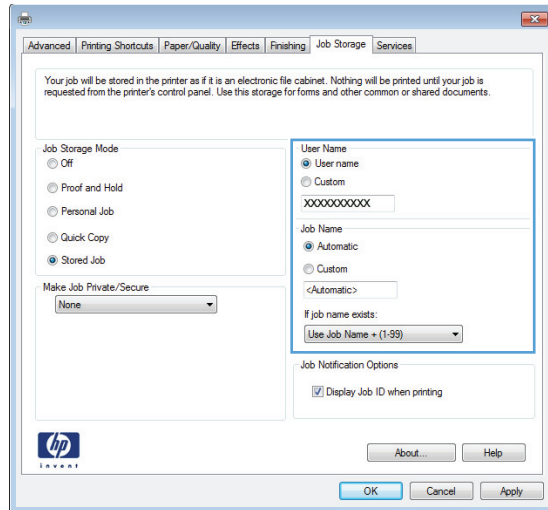 Advanced
Printing Shortcuts
Paper/Quality
Effects
Finishing
Job Storage
Services
Your job will be stored in the printer as if it is an electronic file cabinet. Nothing will be printed until your job is
requested from the printer's control panel. Use this storage for forms and other common or shared documents.
Job Storage Mode
Off
Proof and Hold
Personal Job
Quick Copy
Stored Job
Make Job Private/Secure
None
User Name
User name
Custom
XXXXXXXXXX
Job Name
Automatic
Custom
<Automatic>
If job name exists:
Use Job Name + (1-99)
Job Notification Options
Display Job ID when printing
hp
invent
About...
Help
OK
Cancel
Apply